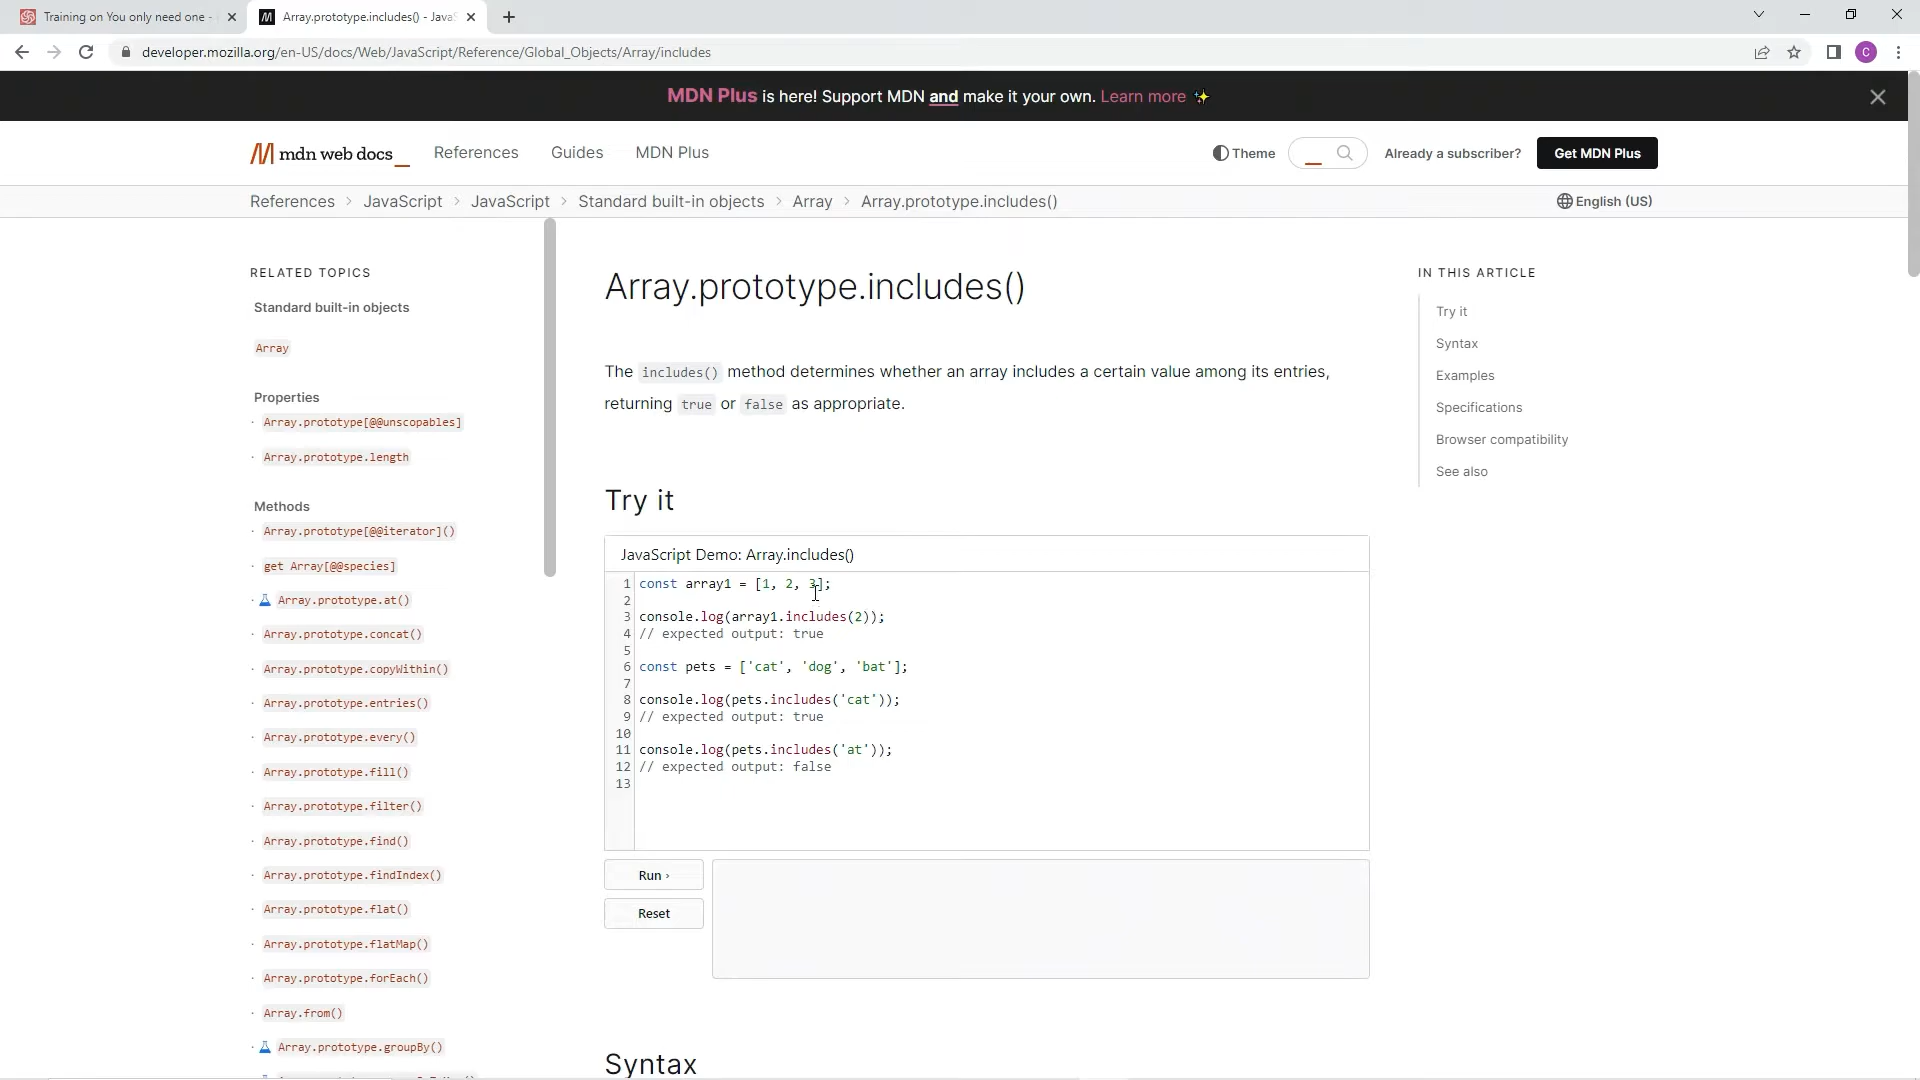 Training on You only need one -
Array.prototype.includes() - JavaS
developer.mozilla.org/en-US/docs/Web/JavaScript/Reference/Global_Objects/Array/includes
C
MDN Plus is here! Support MDN and make it your own. Learn more ✨
mdn web docs_
References
Guides
MDN Plus
Theme
Already a subscriber?
Get MDN Plus
References > JavaScript > JavaScript > Standard built-in objects > Array > Array.prototype.includes()
English (US)
RELATED TOPICS
Standard built-in objects
Array
Properties
Array.prototype[@@unscopables]
Array.prototype.length
Methods
Array.prototype[@@iterator]()
get Array[@@species]
Array.prototype.at()
Array.prototype.concat()
Array.prototype.copyWithin()
Array.prototype.entries()
Array.prototype.every()
Array.prototype.fill()
Array.prototype.filter()
Array.prototype.find()
Array.prototype.findIndex()
Array.prototype.flat()
Array.prototype.flatMap()
Array.prototype.forEach()
Array.from()
Array.prototype.groupBy()
Array.prototype.includes()
The includes() method determines whether an array includes a certain value among its entries,
returning true or false as appropriate.
Try it
JavaScript Demo: Array.includes()
1 const array1 = [1, 2, 3];
2
3 console.log(array1.includes(2));
4 // expected output: true
5
6 const pets = ['cat', 'dog', 'bat'];
7
8 console.log(pets.includes('cat'));
9 // expected output: true
10
11 console.log(pets.includes('at'));
12 // expected output: false
13
Run ›
Reset
Syntax
IN THIS ARTICLE
Try it
Syntax
Examples
Specifications
Browser compatibility
See also